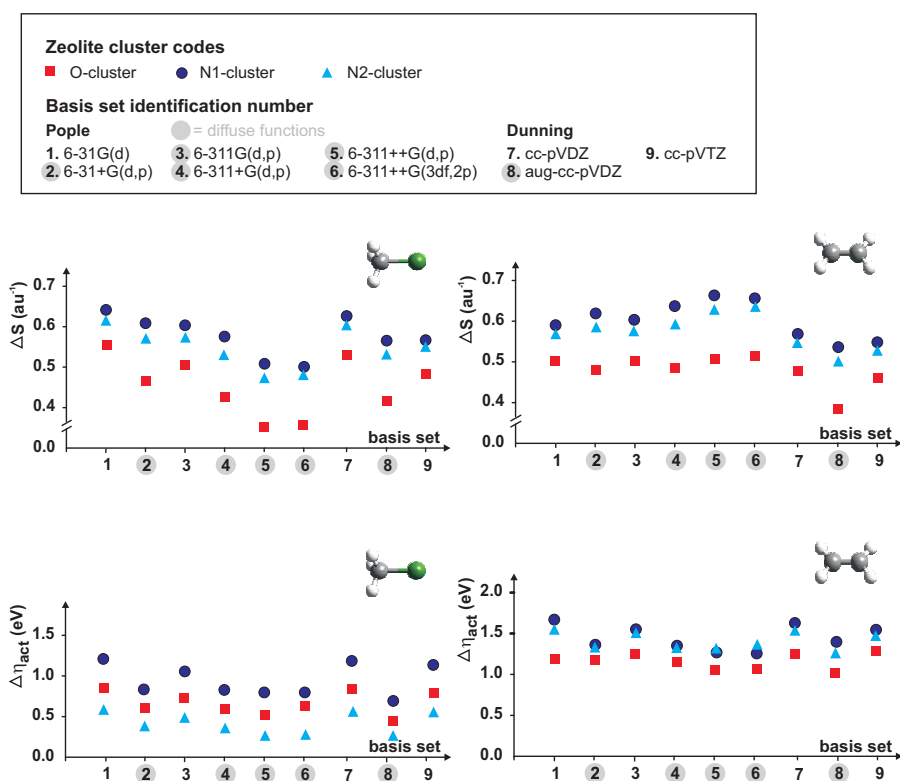 Zeolite cluster codes
O-cluster N1-cluster N2-cluster
Basis set identification number
Pople = diffuse functions Dunning
1. 6-31G(d) 3. 6-311G(d,p) 5. 6-311++G(d,p) 7. cc-pVDZ 9. cc-pVTZ
2. 6-31+G(d,p) 4. 6-311+G(d,p) 6. 6-311++G(3df,2p) 8. aug-cc-pVDZ
ΔS (au⁻¹)
0.7
0.6
0.5
0.4
0.0
basis set
1 2 3 4 5 6 7 8 9
ΔS (au⁻¹)
0.7
0.6
0.5
0.4
0.0
basis set
1 2 3 4 5 6 7 8 9
Δη_act (eV)
1.5
1.0
0.5
0.0
basis set
1 2 3 4 5 6 7 8 9
Δη_act (eV)
2.0
1.5
1.0
0.0
basis set
1 2 3 4 5 6 7 8 9